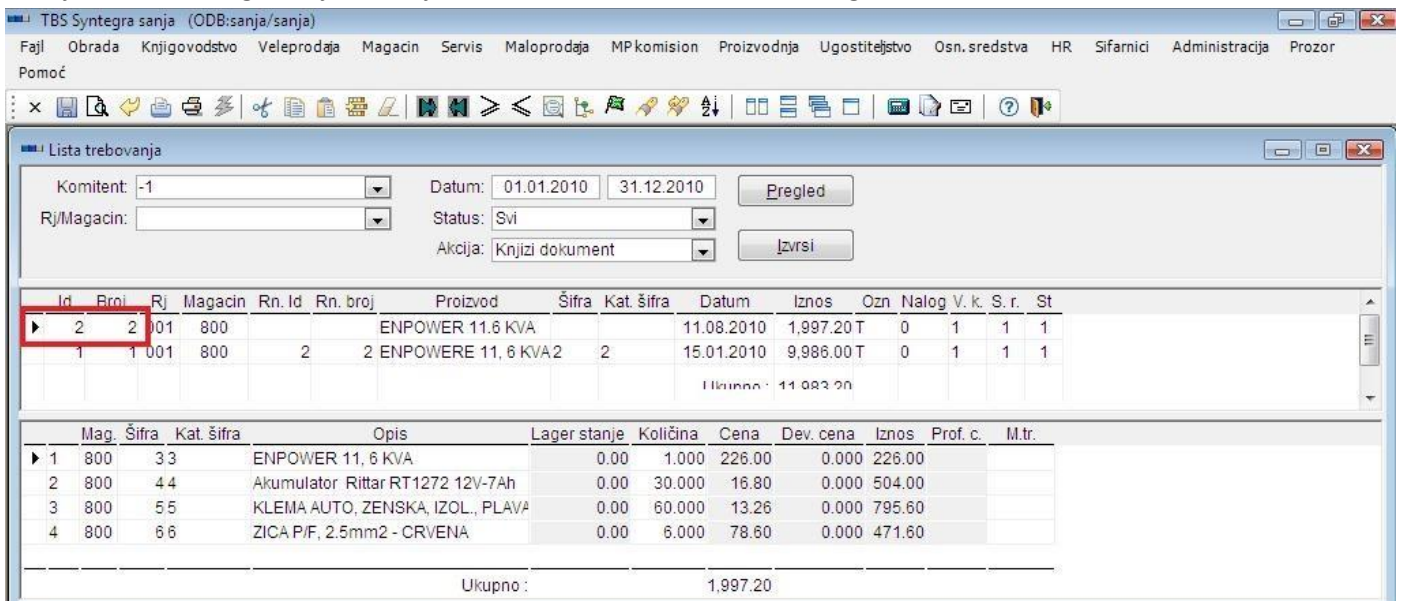 TBS Syntegra sanja (ODB:sanja/sanja)
Fajl Obrada Knjigovodstvo Veleprodaja Magacin Servis Maloprodaja MP komision Proizvodnja Ugostiteljstvo Osn. sredstva HR Sifarnici Administracija Prozor
Pomoć
Lista trebovanja
Komitent: -1 Datum: 01.01.2010 31.12.2010 Pregled
Rj/Magacin: Status: Svi
Akcija: Knjizi dokument Izvrsi
Id Broj Rj Magacin Rn. Id Rn. broj Proizvod Šifra Kat. šifra Datum Iznos Ozn Nalog V. k. S. r. St
2 2 001 800 ENPOWER 11.6 KVA 11.08.2010 1,997.20 T 0 1 1 1
1 1 001 800 2 2 ENPOWERE 11, 6 KVA 2 2 15.01.2010 9,986.00 T 0 1 1 1
Ukupno : 11,983.20
Mag. Šifra Kat. šifra Opis Lager stanje Količina Cena Dev. cena Iznos Prof. c. M.tr.
1 800 3 3 ENPOWER 11, 6 KVA 0.00 1.000 226.00 0.000 226.00
2 800 4 4 Akumulator Rittar RT1272 12V-7Ah 0.00 30.000 16.80 0.000 504.00
3 800 5 5 KLEMA AUTO, ZENSKA, IZOL., PLAVA 0.00 60.000 13.26 0.000 795.60
4 800 6 6 ZICA P/F, 2.5mm2 - CRVENA 0.00 6.000 78.60 0.000 471.60
Ukupno : 1,997.20